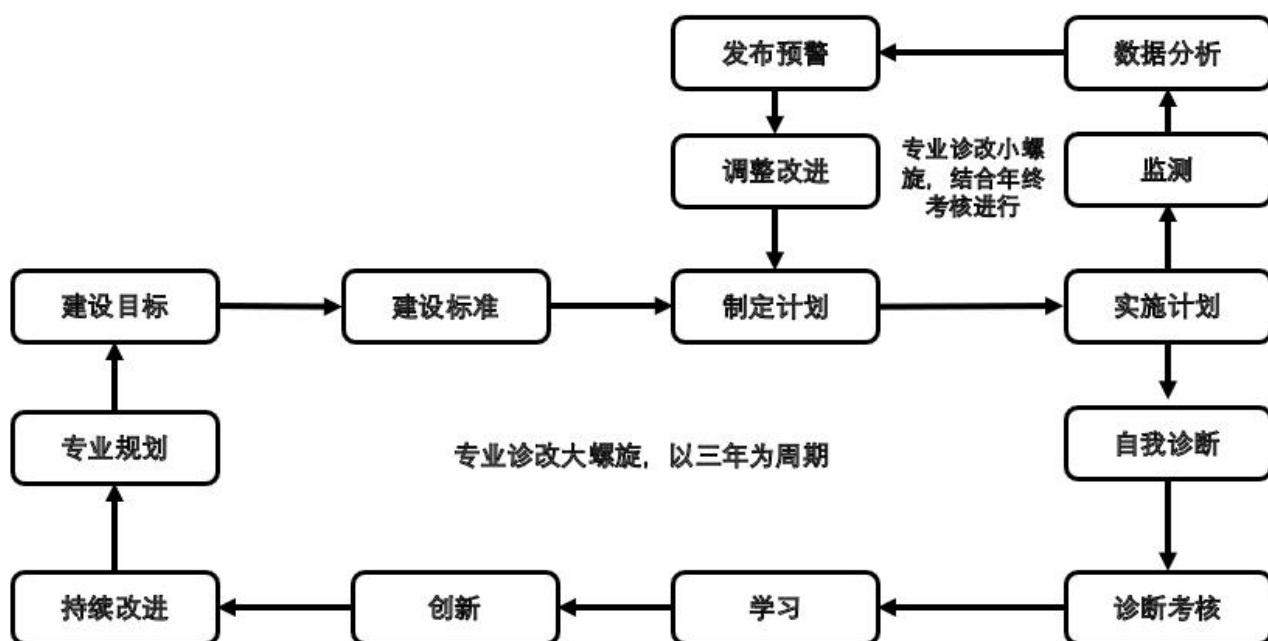 发布预警
数据分析
调整改进
专业诊改小螺
旋，结合年终
考核进行
监测
建设目标
建设标准
制定计划
实施计划
专业规划
专业诊改大螺旋，以三年为周期
自我诊断
持续改进
创新
学习
诊断考核